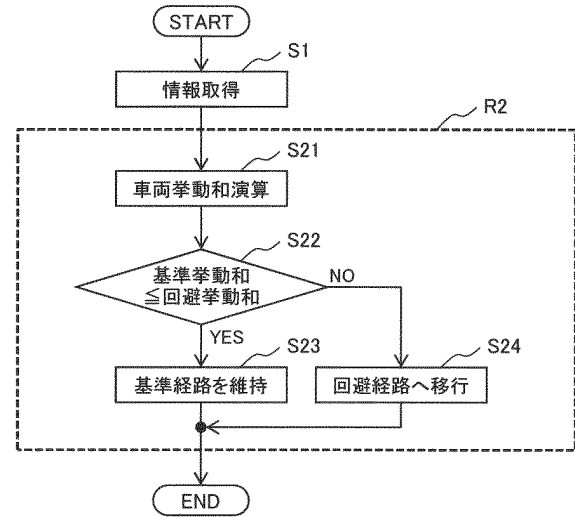 START
S1
情報取得
R2
S21
車両挙動和演算
S22
基準挙動和
≦回避挙動和
NO
YES
S23
基準経路を維持
S24
回避経路へ移行
END